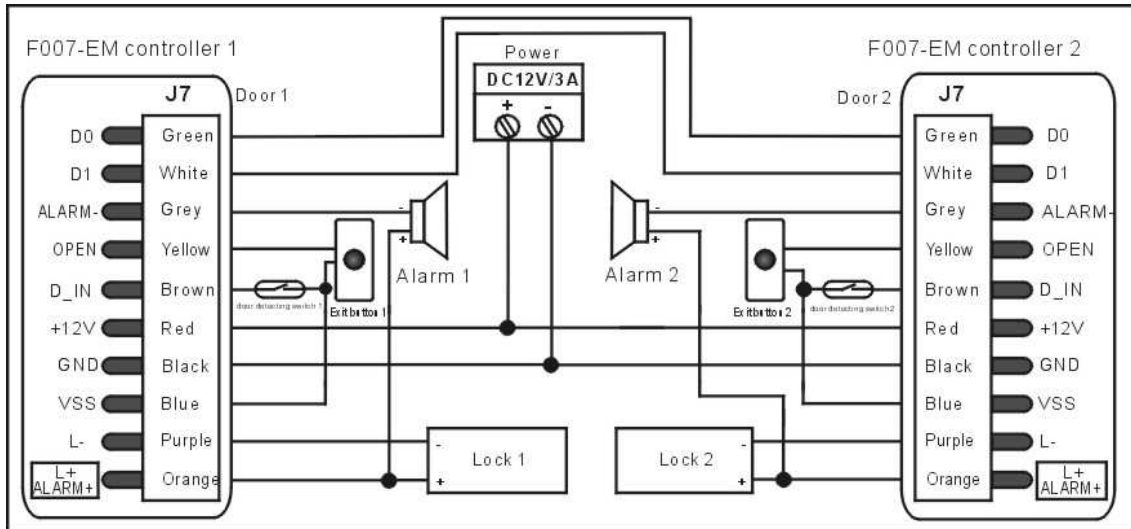 F007-EM controller 1
Power
F007-EM controller 2
DC12V/3A
+ -
J7
Door 1
D0 Green
D1 White
ALARM- Grey
OPEN Yellow
D_IN Brown
+12V Red
GND Black
VSS Blue
L- Purple
L+
ALARM+
Orange
door detecting switch 1
Exit button 1
-
+
Alarm 1
-
Lock 1
+
Door 2
J7
Green D0
White D1
Grey ALARM-
Yellow OPEN
Brown D_IN
Red +12V
Black GND
Blue VSS
Purple L-
Orange
L+
ALARM+
-
+
Alarm 2
Exit button 2
door detecting switch2
-
Lock 2
+